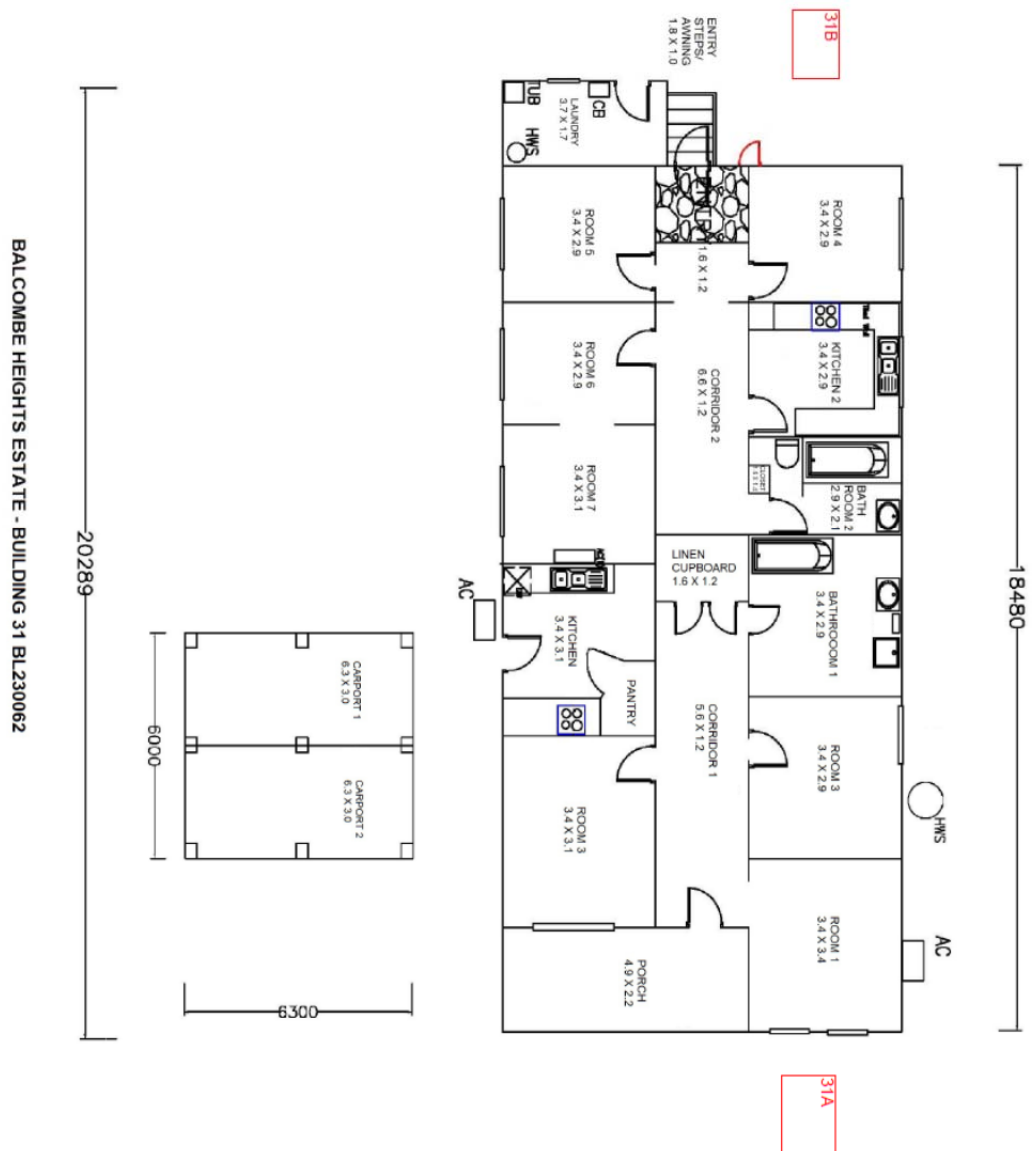 31B
ENTRY
STEPS/
AWNING
1.8 X 1.0
TUB
CB
LAUNDRY
3.7 X 1.7
HWS
ENTRY
1.6 X 1.2
ROOM 5
3.4 X 2.9
ROOM 4
3.4 X 2.9
ROOM 6
3.4 X 2.9
CORRIDOR 2
6.6 X 1.2
KITCHEN 2
3.4 X 2.9
ROOM 7
3.4 X 3.1
CLOSET
BATH
ROOM 2
2.9 X 2.1
LINEN
CUPBOARD
1.6 X 1.2
BATHROOOM 1
3.4 X 2.9
AC
KITCHEN
3.4 X 3.1
PANTRY
CORRIDOR 1
5.6 X 1.2
ROOM 3
3.4 X 2.9
HWS
ROOM 3
3.4 X 3.1
ROOM 1
3.4 X 3.4
AC
PORCH
4.9 X 2.2
31A
CARPORT 1
6.3 X 3.0
CARPORT 2
6.3 X 3.0
6000
6300
20289
18480
BALCOMBE HEIGHTS ESTATE - BUILDING 31 BL230062